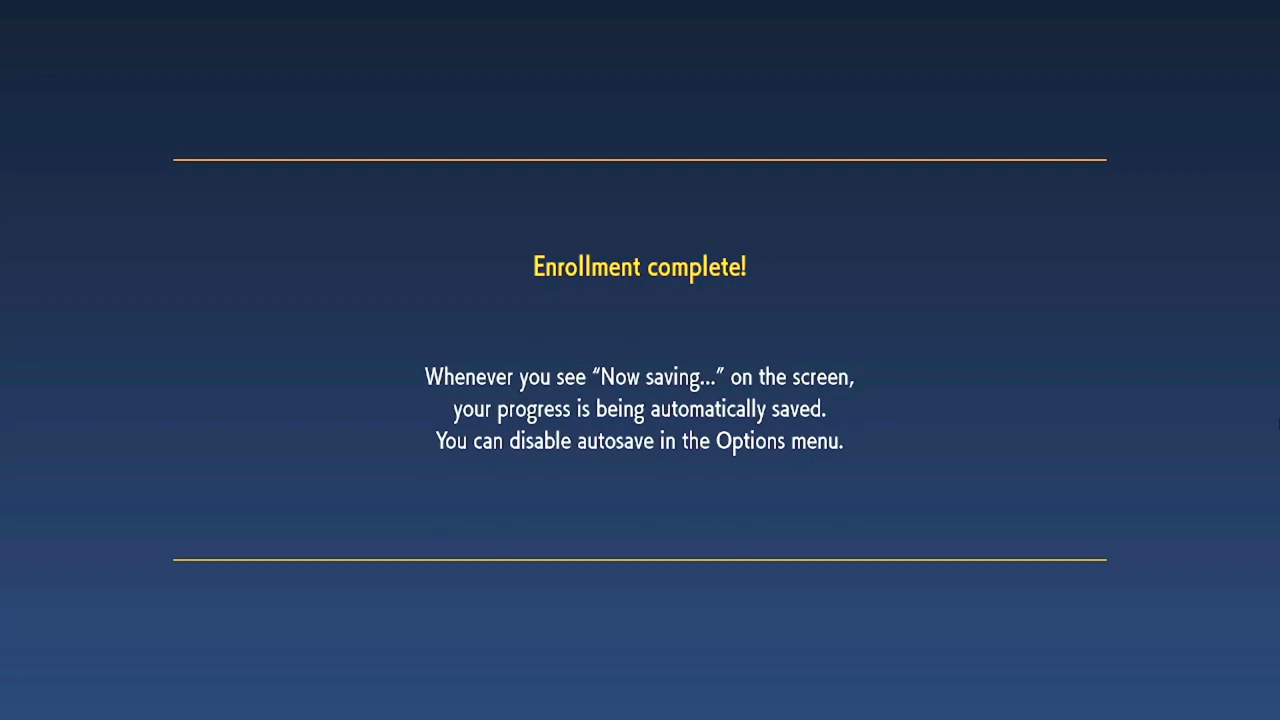 Enrollment complete!
Whenever you see “Now saving...” on the screen,
your progress is being automatically saved.
You can disable autosave in the Options menu.